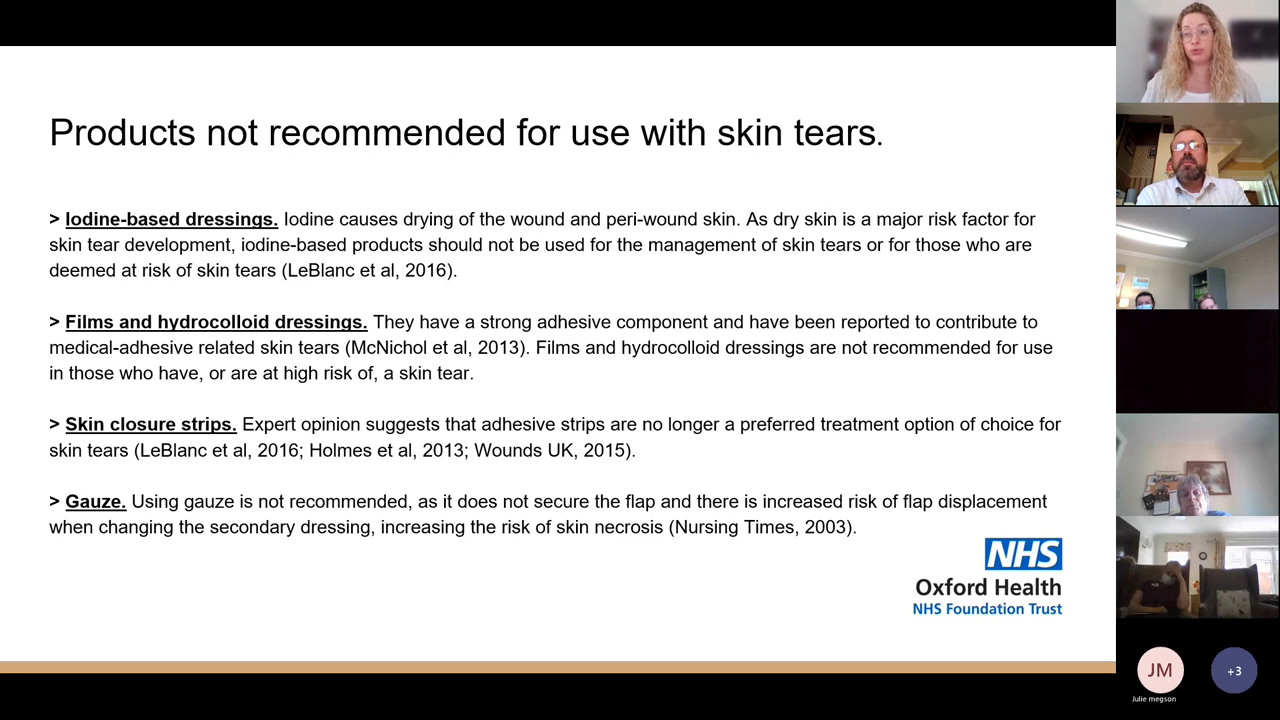 Products not recommended for use with skin tears.
> Iodine-based dressings. Iodine causes drying of the wound and peri-wound skin. As dry skin is a major risk factor for
skin tear development, iodine-based products should not be used for the management of skin tears or for those who are
deemed at risk of skin tears (LeBlanc et al, 2016).
> Films and hydrocolloid dressings. They have a strong adhesive component and have been reported to contribute to
medical-adhesive related skin tears (McNichol et al, 2013). Films and hydrocolloid dressings are not recommended for use
in those who have, or are at high risk of, a skin tear.
> Skin closure strips. Expert opinion suggests that adhesive strips are no longer a preferred treatment option of choice for
skin tears (LeBlanc et al, 2016; Holmes et al, 2013; Wounds UK, 2015).
> Gauze. Using gauze is not recommended, as it does not secure the flap and there is increased risk of flap displacement
when changing the secondary dressing, increasing the risk of skin necrosis (Nursing Times, 2003).
NHS
Oxford Health
NHS Foundation Trust
JM
+3
Julie megson